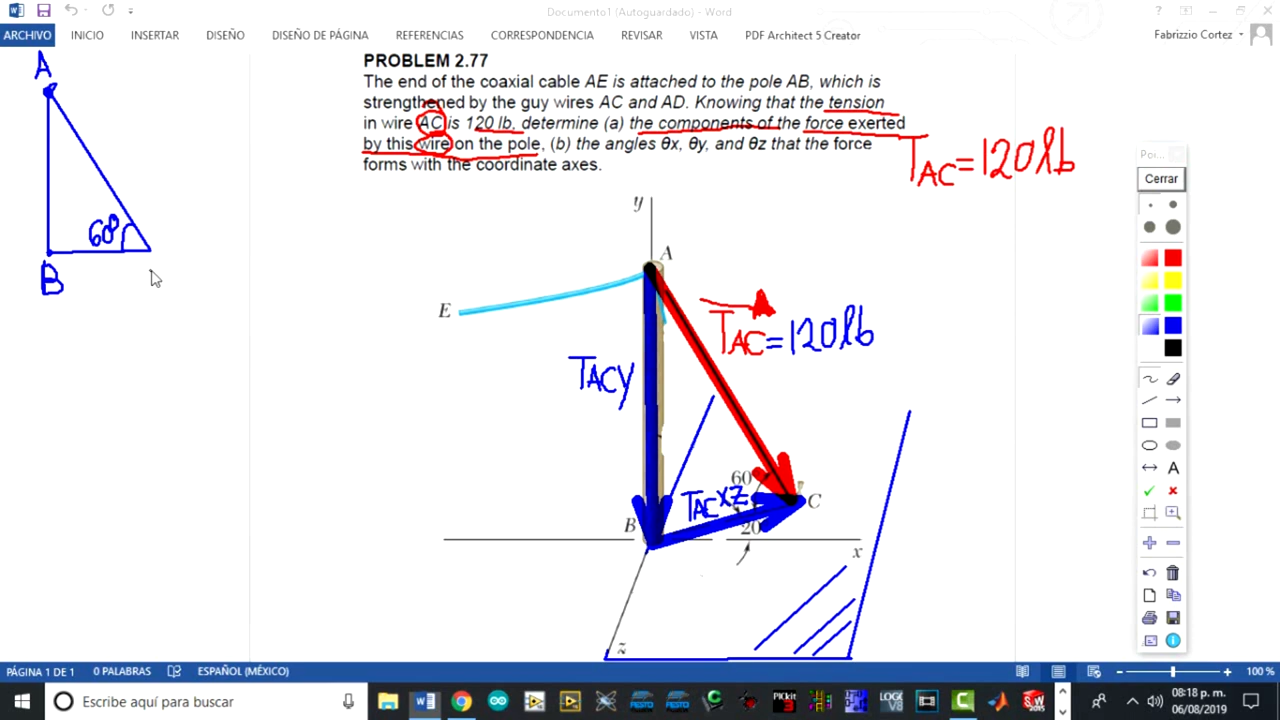 Documento1 (Autoguardado) - Word
ARCHIVO INICIO INSERTAR DISEÑO DISEÑO DE PÁGINA REFERENCIAS CORRESPONDENCIA REVISAR VISTA PDF Architect 5 Creator Fabrizzio Cortez
PROBLEM 2.77
The end of the coaxial cable AE is attached to the pole AB, which is
strengthened by the guy wires AC and AD. Knowing that the tension
in wire AC is 120 lb, determine (a) the components of the force exerted
by this wire on the pole, (b) the angles θx, θy, and θz that the force
forms with the coordinate axes.
TAC=120lb
A
60°
B
y
A
E
TAC=120lb
TACY
60
C
TACXZ
B
20
x
z
Por...
Cerrar
A
PÁGINA 1 DE 1 0 PALABRAS ESPAÑOL (MÉXICO) 100 %
Escribe aquí para buscar
08:18 p. m.
06/08/2019